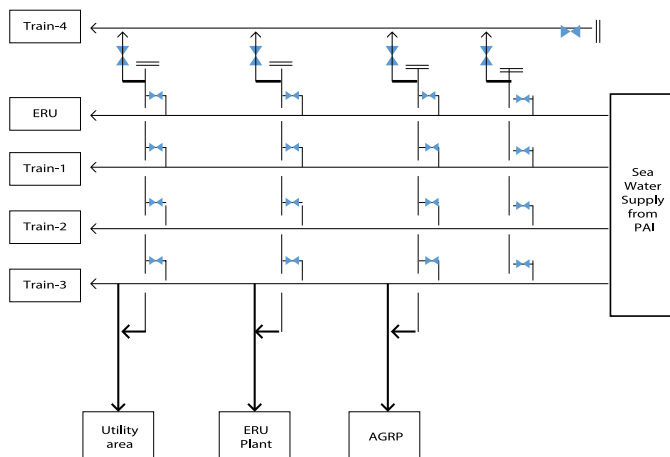 Train-4
ERU
Train-1
Train-2
Train-3
Sea
Water
Supply
from
PAI
Utility
area
ERU
Plant
AGRP